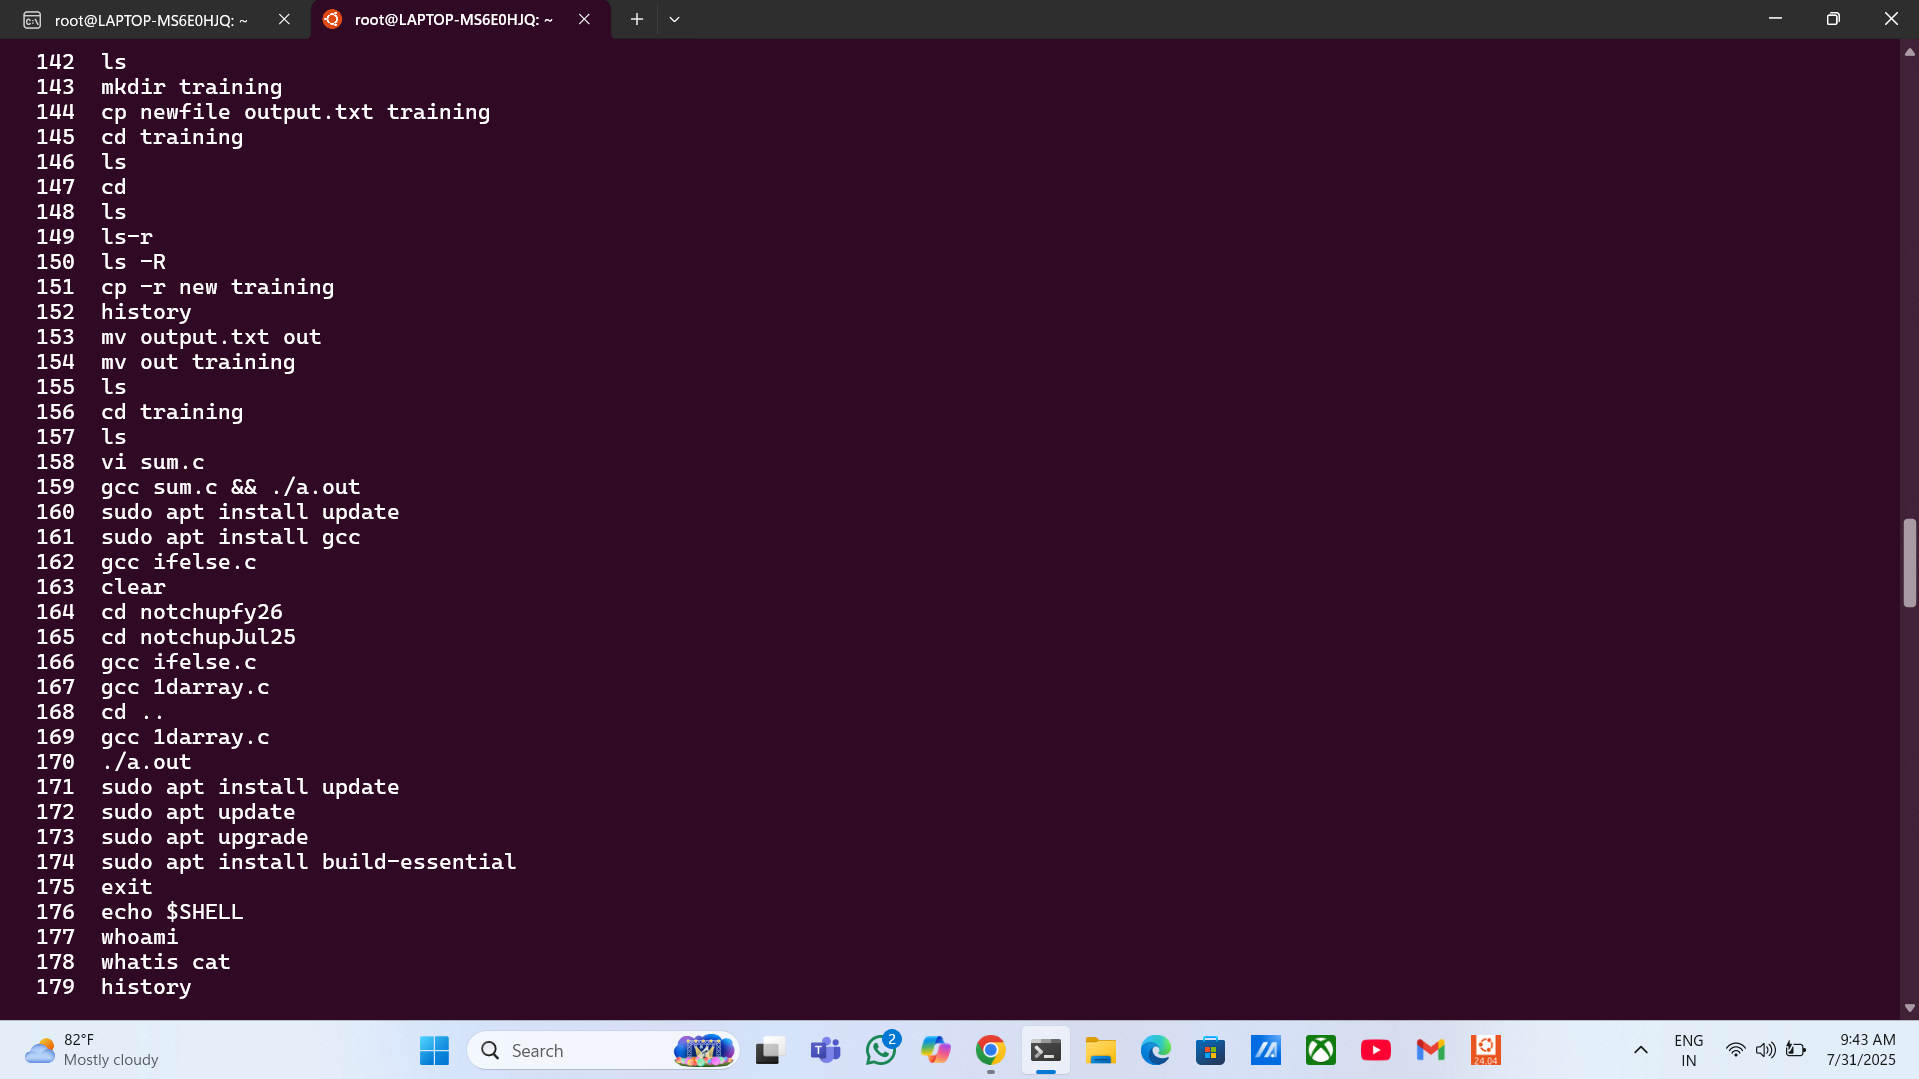 root@LAPTOP-MS6E0HJQ: ~
root@LAPTOP-MS6E0HJQ: ~
142 ls
143 mkdir training
144 cp newfile output.txt training
145 cd training
146 ls
147 cd
148 ls
149 ls-r
150 ls -R
151 cp -r new training
152 history
153 mv output.txt out
154 mv out training
155 ls
156 cd training
157 ls
158 vi sum.c
159 gcc sum.c && ./a.out
160 sudo apt install update
161 sudo apt install gcc
162 gcc ifelse.c
163 clear
164 cd notchupfy26
165 cd notchupJul25
166 gcc ifelse.c
167 gcc 1darray.c
168 cd ..
169 gcc 1darray.c
170 ./a.out
171 sudo apt install update
172 sudo apt update
173 sudo apt upgrade
174 sudo apt install build-essential
175 exit
176 echo $SHELL
177 whoami
178 whatis cat
179 history
82°F
Mostly cloudy
Search
2
24.04
ENG
IN
9:43 AM
7/31/2025